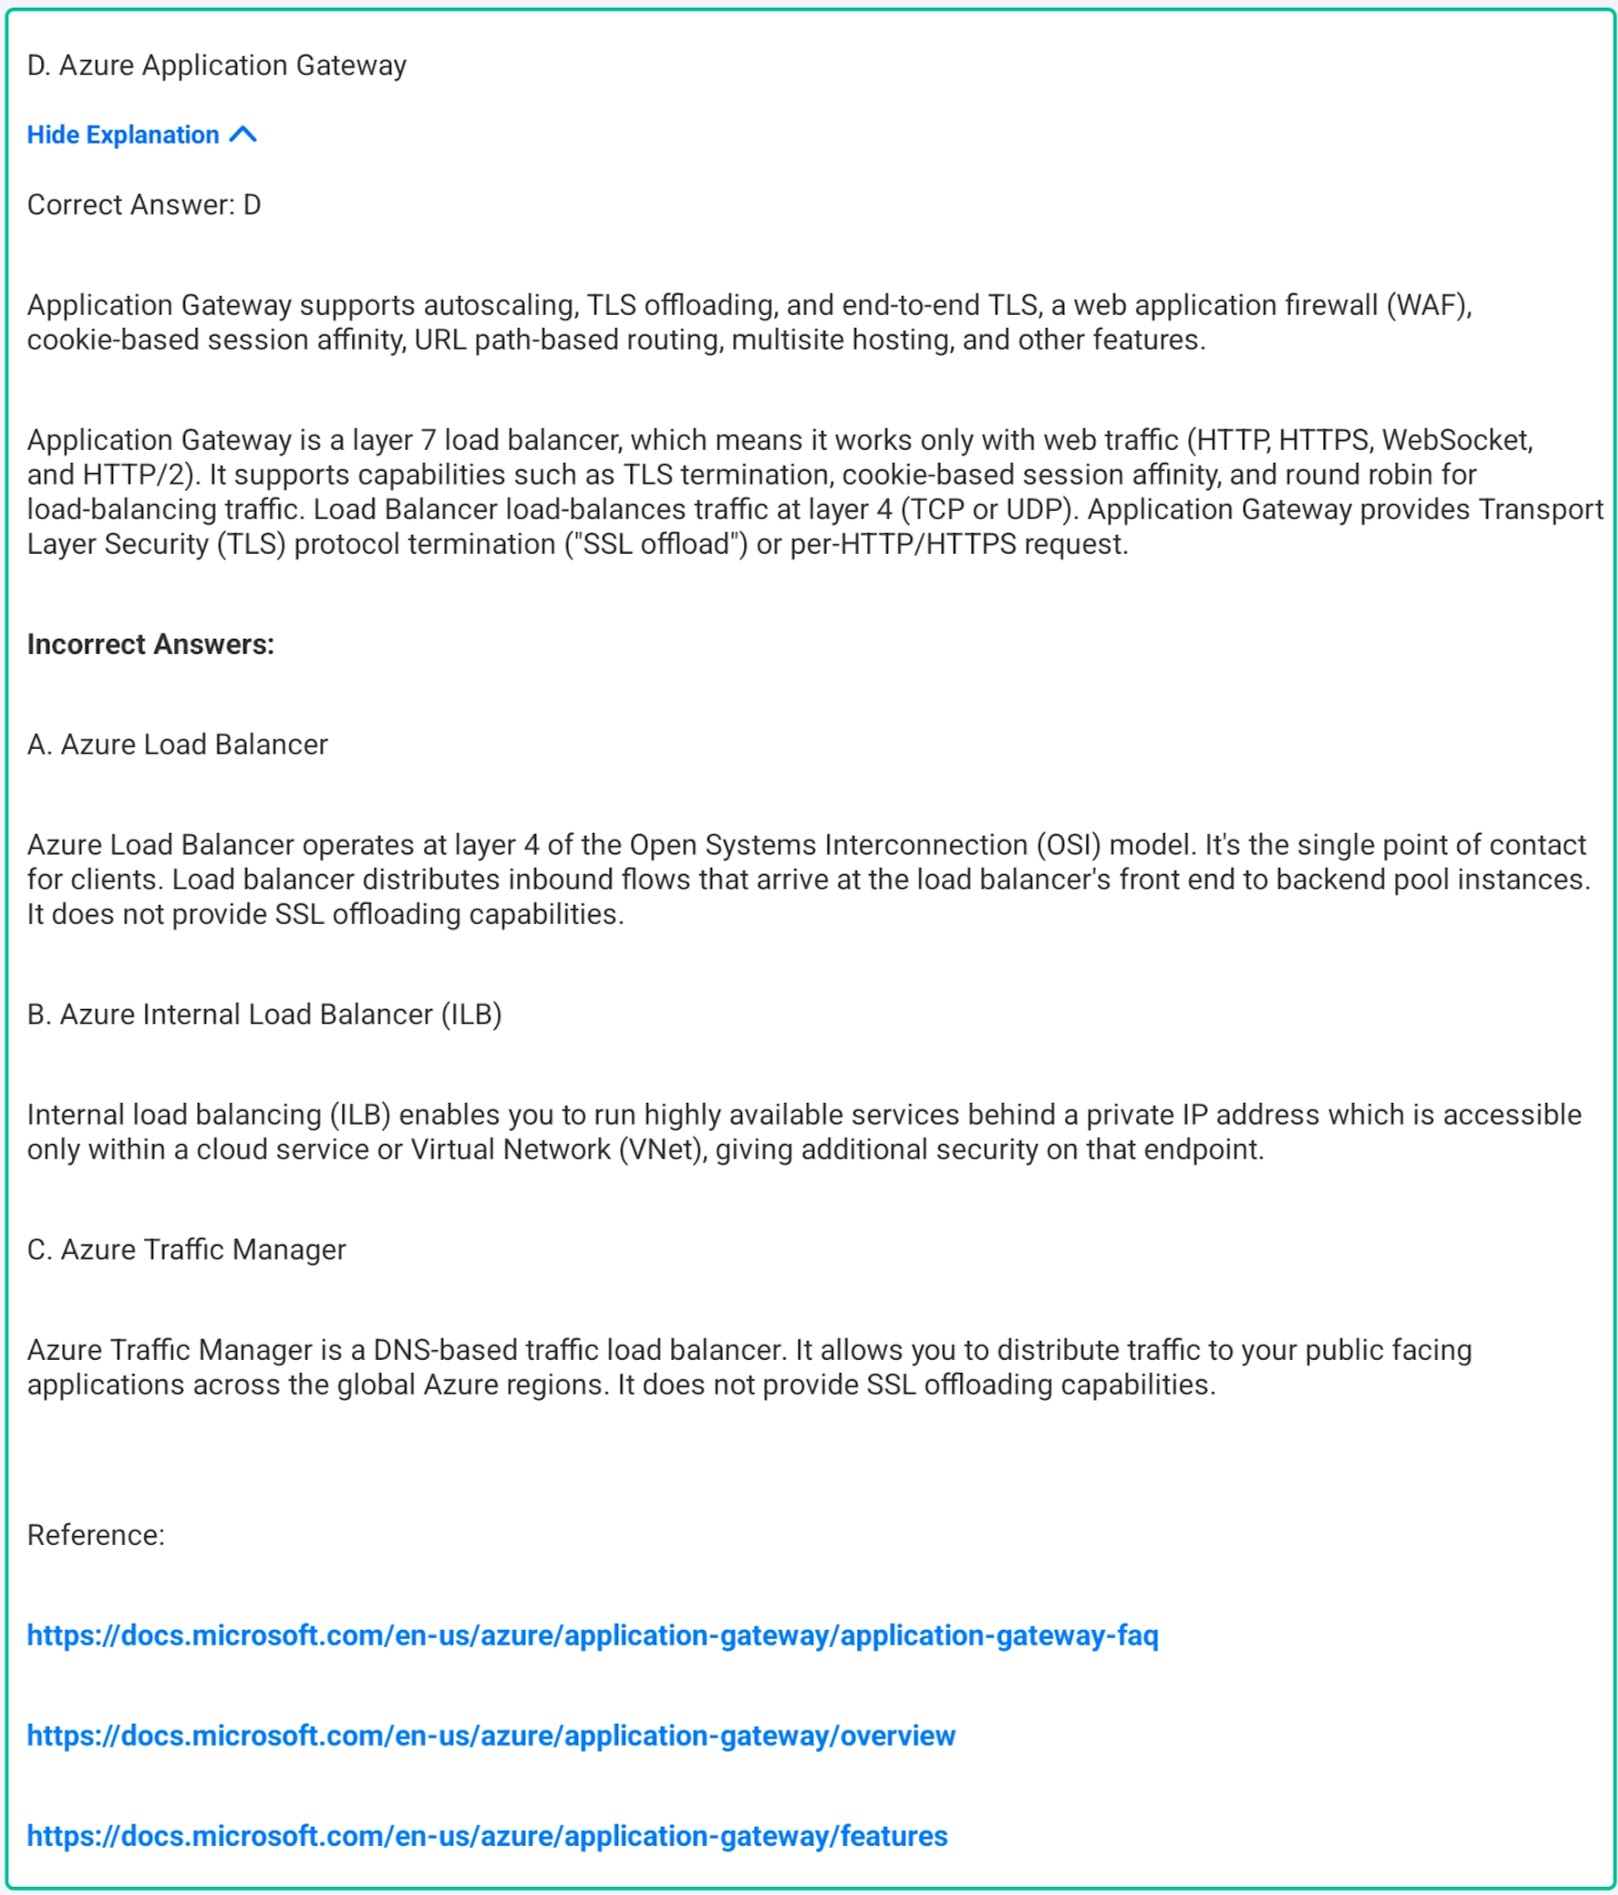 D. Azure Application Gateway
Hide Explanation
Correct Answer: D
Application Gateway supports autoscaling, TLS offloading, and end-to-end TLS, a web application firewall (WAF),
cookie-based session affinity, URL path-based routing, multisite hosting, and other features.
Application Gateway is a layer 7 load balancer, which means it works only with web traffic (HTTP, HTTPS, WebSocket,
and HTTP/2). It supports capabilities such as TLS termination, cookie-based session affinity, and round robin for
load-balancing traffic. Load Balancer load-balances traffic at layer 4 (TCP or UDP). Application Gateway provides Transport
Layer Security (TLS) protocol termination ("SSL offload") or per-HTTP/HTTPS request.
Incorrect Answers:
A. Azure Load Balancer
Azure Load Balancer operates at layer 4 of the Open Systems Interconnection (OSI) model. It's the single point of contact
for clients. Load balancer distributes inbound flows that arrive at the load balancer's front end to backend pool instances.
It does not provide SSL offloading capabilities.
B. Azure Internal Load Balancer (ILB)
Internal load balancing (ILB) enables you to run highly available services behind a private IP address which is accessible
only within a cloud service or Virtual Network (VNet), giving additional security on that endpoint.
C. Azure Traffic Manager
Azure Traffic Manager is a DNS-based traffic load balancer. It allows you to distribute traffic to your public facing
applications across the global Azure regions. It does not provide SSL offloading capabilities.
Reference:
https://docs.microsoft.com/en-us/azure/application-gateway/application-gateway-faq
https://docs.microsoft.com/en-us/azure/application-gateway/overview
https://docs.microsoft.com/en-us/azure/application-gateway/features